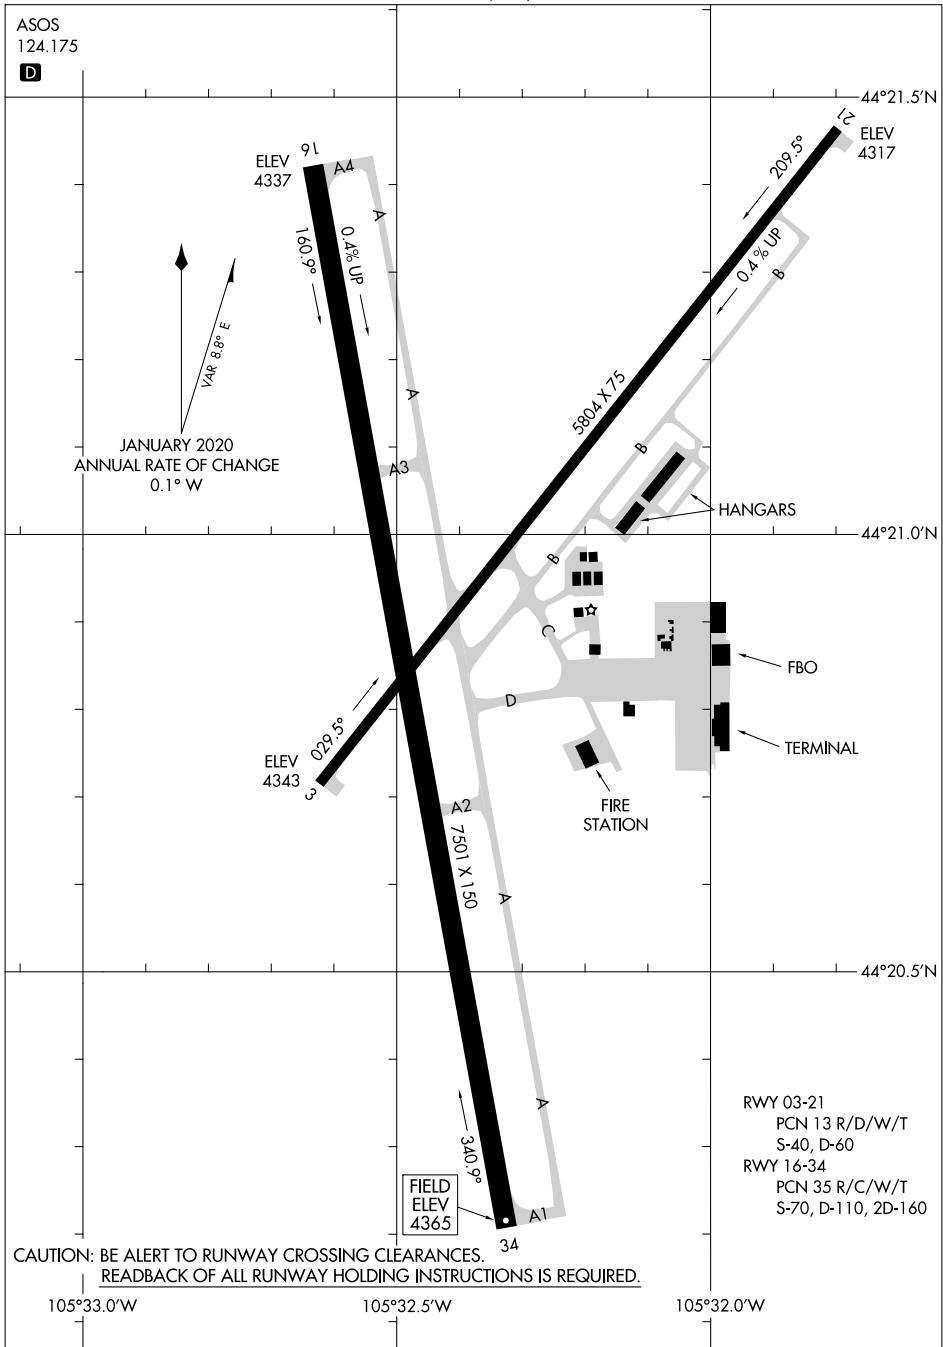 ASOS
124.175
D
44°21.5'N
21
ELEV
4317
209.5°
16
ELEV
4337
A4
A
160.9°
0.4% UP
0.4% UP
B
VAR 8.8° E
A
5804 X 75
JANUARY 2020
ANNUAL RATE OF CHANGE
0.1° W
B
A3
HANGARS
44°21.0'N
B
C
FBO
D
029.5°
TERMINAL
ELEV
4343
3
A2
FIRE
STATION
7501 X 150
A
44°20.5'N
A
RWY 03-21
PCN 13 R/D/W/T
S-40, D-60
RWY 16-34
PCN 35 R/C/W/T
S-70, D-110, 2D-160
340.9°
FIELD
ELEV
4365
A1
34
CAUTION: BE ALERT TO RUNWAY CROSSING CLEARANCES.
READBACK OF ALL RUNWAY HOLDING INSTRUCTIONS IS REQUIRED.
105°33.0'W
105°32.5'W
105°32.0'W